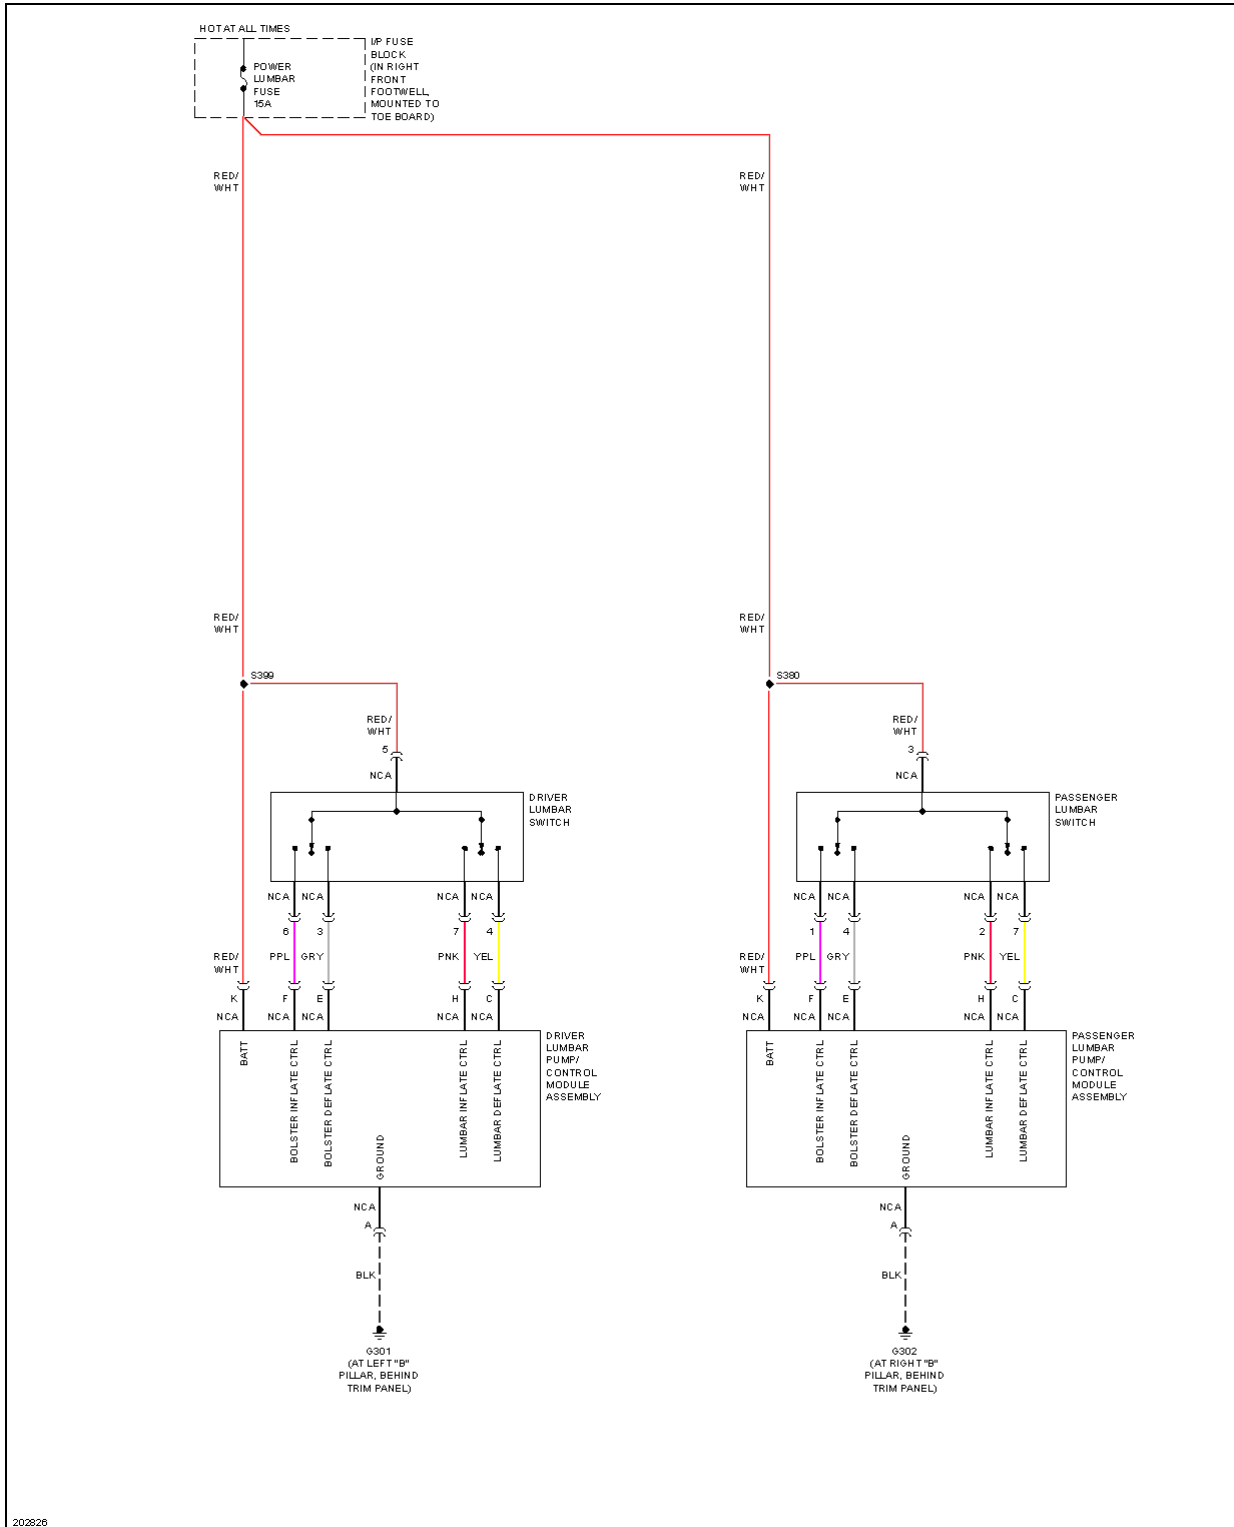 HOT AT ALL TIMES
POWER
LUMBAR
FUSE
15A
I/P FUSE
BLOCK
(IN RIGHT
FRONT
FOOTWELL,
MOUNTED TO
TOE BOARD)
RED/
WHT
RED/
WHT
RED/
WHT
RED/
WHT
S399
S380
RED/
WHT
5
NCA
RED/
WHT
3
NCA
DRIVER
LUMBAR
SWITCH
PASSENGER
LUMBAR
SWITCH
NCA NCA NCA NCA
NCA NCA NCA NCA
6 3 7 4
1 4 2 7
RED/
WHT
PPL GRY PNK YEL
RED/
WHT
PPL GRY PNK YEL
K F E H C
K F E H C
NCA NCA NCA NCA NCA
NCA NCA NCA NCA NCA
BATT
BOLSTER INFLATE CTRL
BOLSTER DEFLATE CTRL
GROUND
LUMBAR INFLATE CTRL
LUMBAR DEFLATE CTRL
DRIVER
LUMBAR
PUMP/
CONTROL
MODULE
ASSEMBLY
BATT
BOLSTER INFLATE CTRL
BOLSTER DEFLATE CTRL
GROUND
LUMBAR INFLATE CTRL
LUMBAR DEFLATE CTRL
PASSENGER
LUMBAR
PUMP/
CONTROL
MODULE
ASSEMBLY
NCA
A
BLK
NCA
A
BLK
G301
(AT LEFT "B"
PILLAR, BEHIND
TRIM PANEL)
G302
(AT RIGHT "B"
PILLAR, BEHIND
TRIM PANEL)
202826